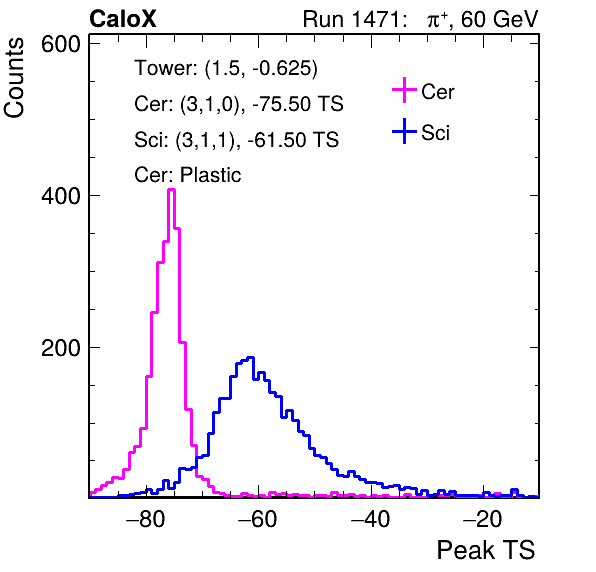 CaloX Run 1471: π⁺, 60 GeV
Counts
600
400
200
Tower: (1.5, -0.625)
Cer: (3,1,0), -75.50 TS
Sci: (3,1,1), -61.50 TS
Cer: Plastic
Cer
Sci
−80 −60 −40 −20
Peak TS